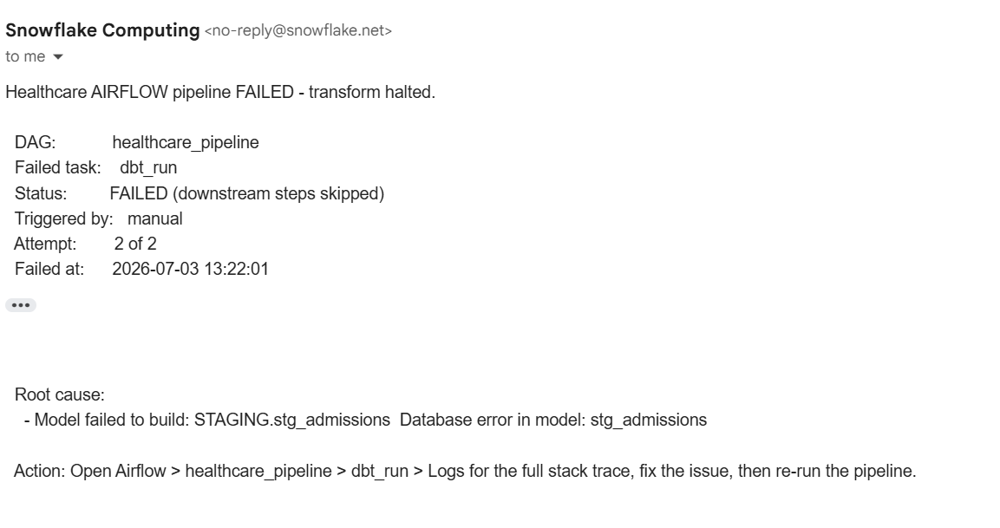 Snowflake Computing <no-reply@snowflake.net>
to me
Healthcare AIRFLOW pipeline FAILED - transform halted.
DAG: healthcare_pipeline
Failed task: dbt_run
Status: FAILED (downstream steps skipped)
Triggered by: manual
Attempt: 2 of 2
Failed at: 2026-07-03 13:22:01
Root cause:
- Model failed to build: STAGING.stg_admissions Database error in model: stg_admissions
Action: Open Airflow > healthcare_pipeline > dbt_run > Logs for the full stack trace, fix the issue, then re-run the pipeline.